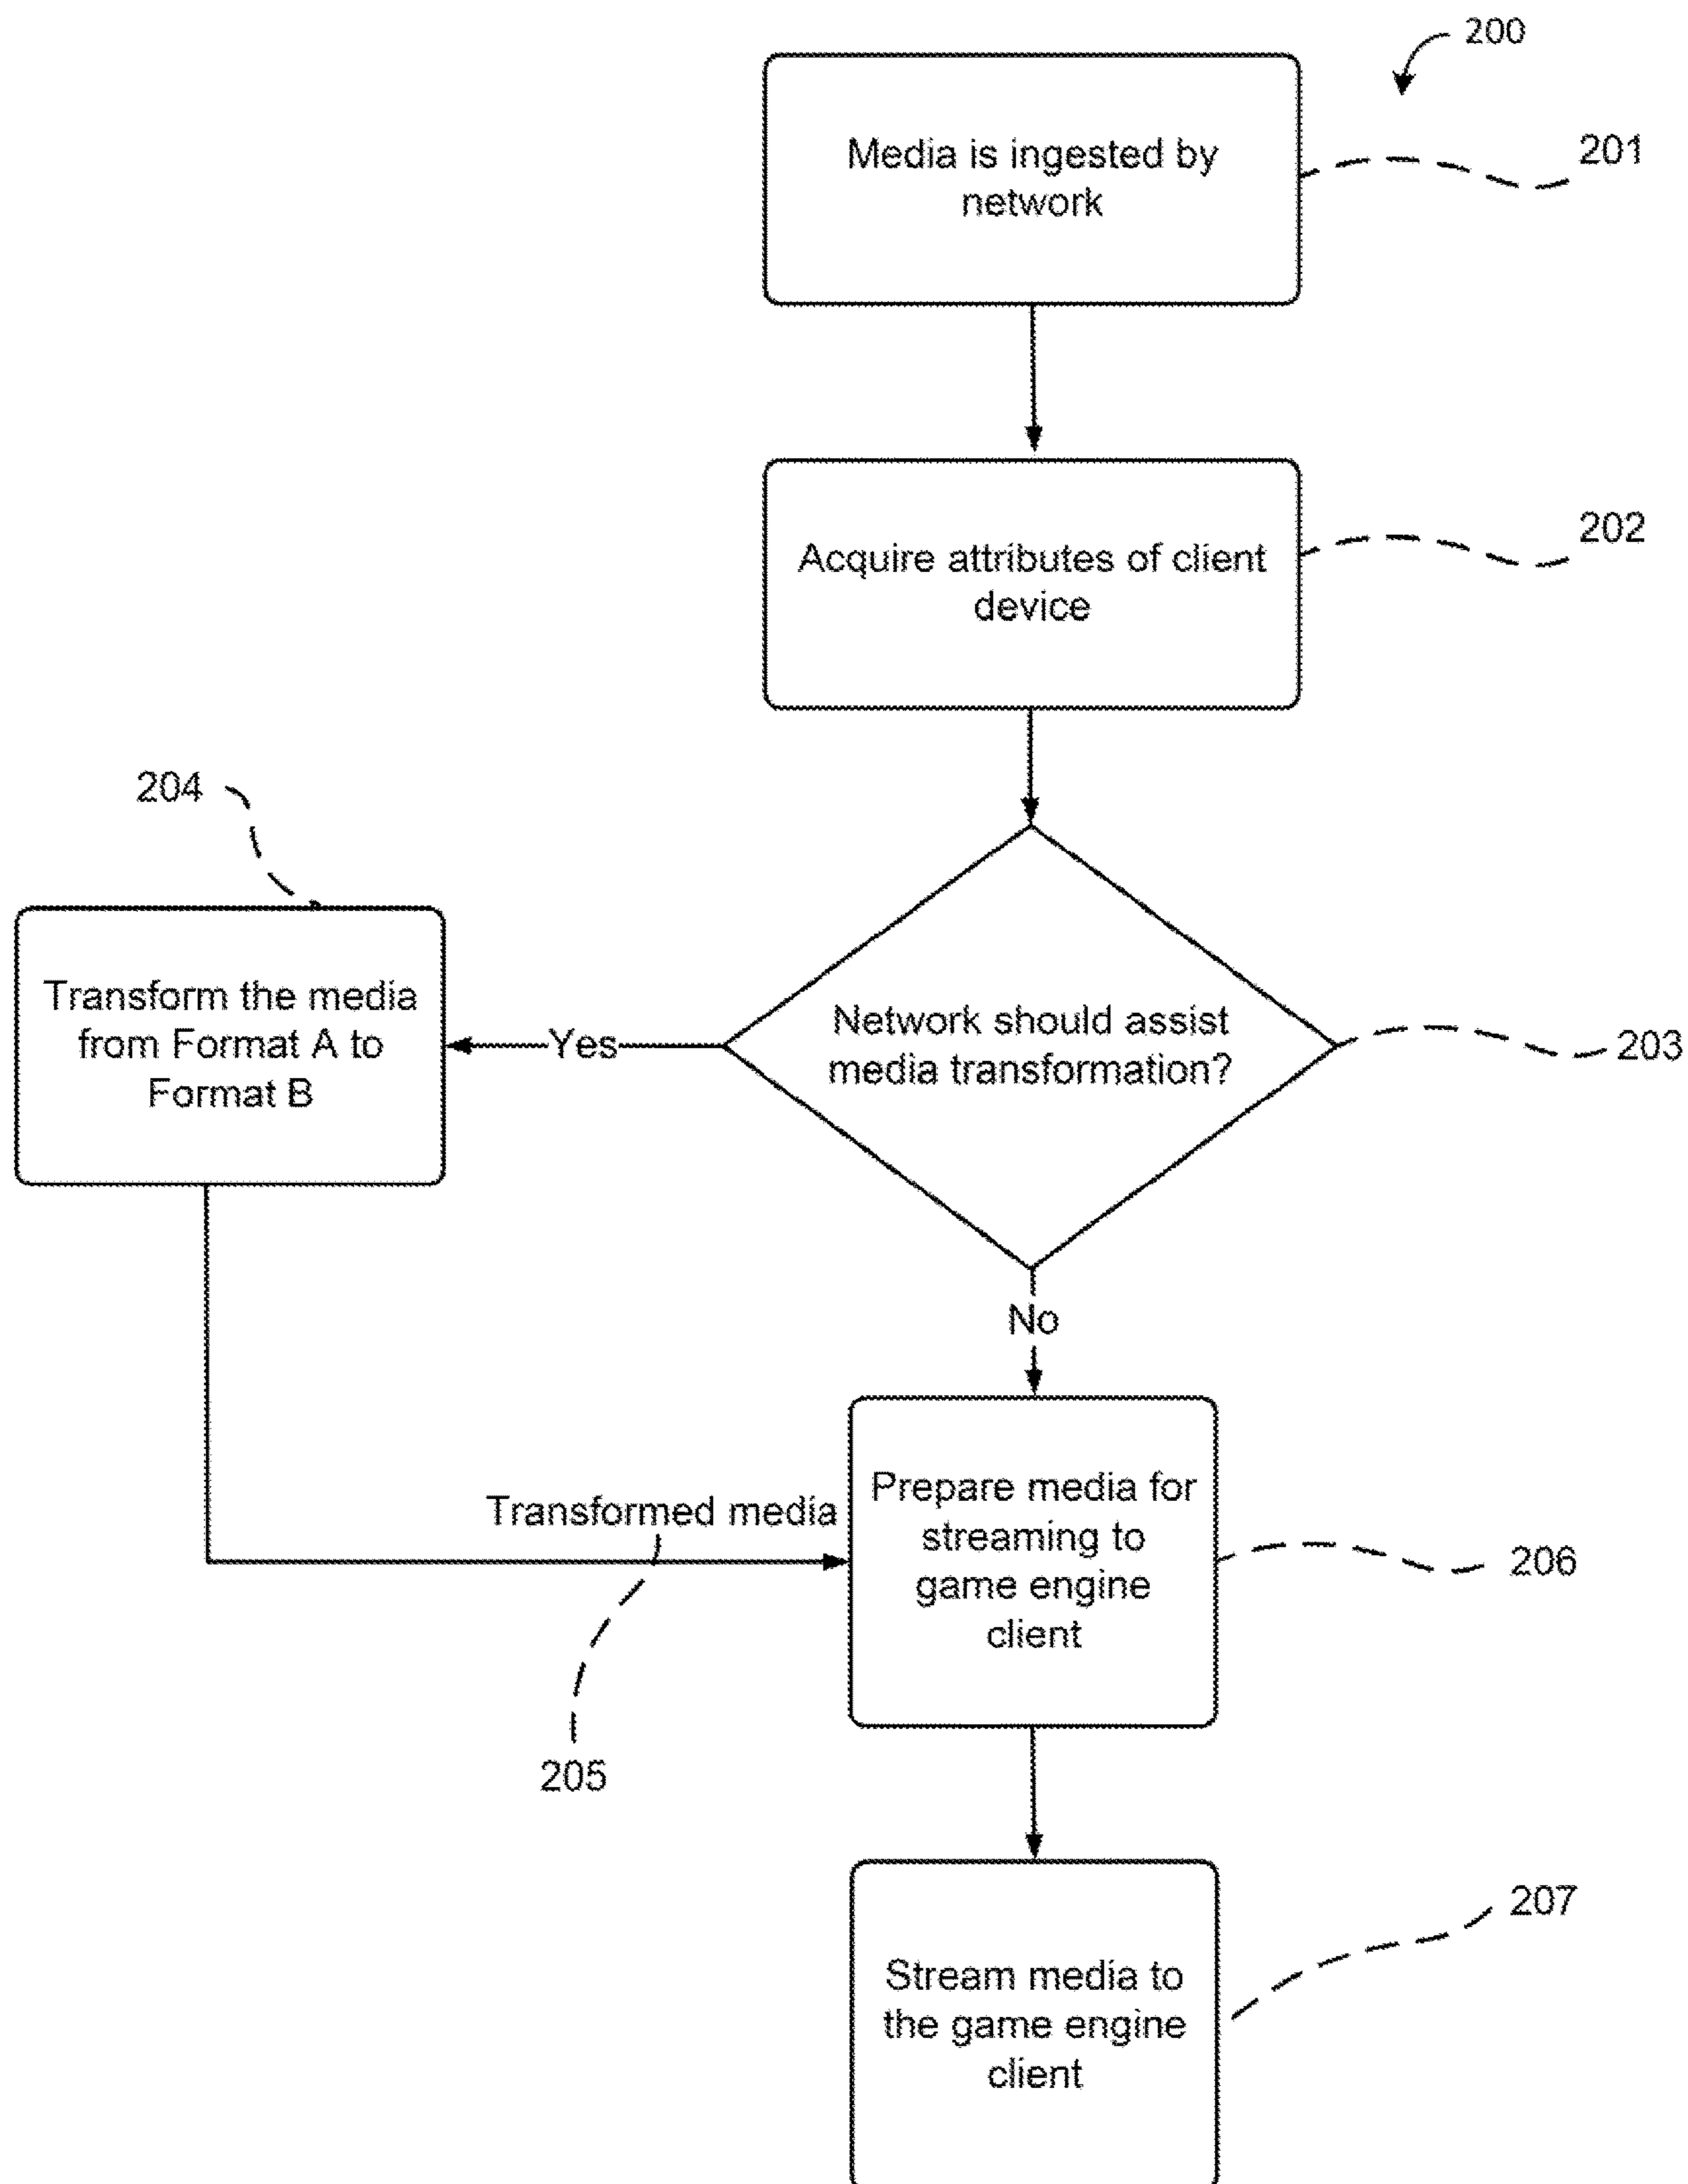 200
Media is ingested by
network
201
Acquire attributes of client
device
202
204
Transform the media
from Format A to
Format B
Yes
Network should assist
media transformation?
203
No
Transformed media
205
Prepare media for
streaming to
game engine
client
206
Stream media to
the game engine
client
207